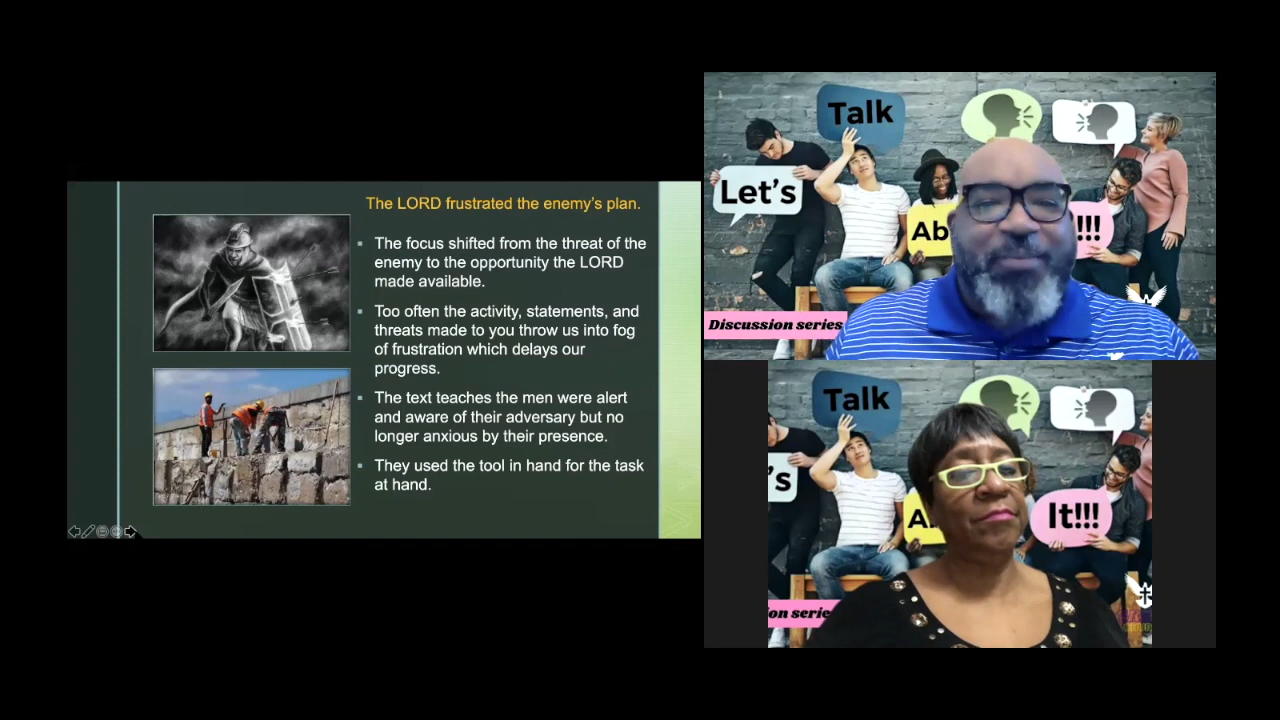 The LORD frustrated the enemy's plan.
▪ The focus shifted from the threat of the
enemy to the opportunity the LORD
made available.
▪ Too often the activity, statements, and
threats made to you throw us into fog
of frustration which delays our
progress.
▪ The text teaches the men were alert
and aware of their adversary but no
longer anxious by their presence.
▪ They used the tool in hand for the task
at hand.
Talk
Let's
Ab
!!!
Discussion series
Talk
's
A
It!!!
ion serie